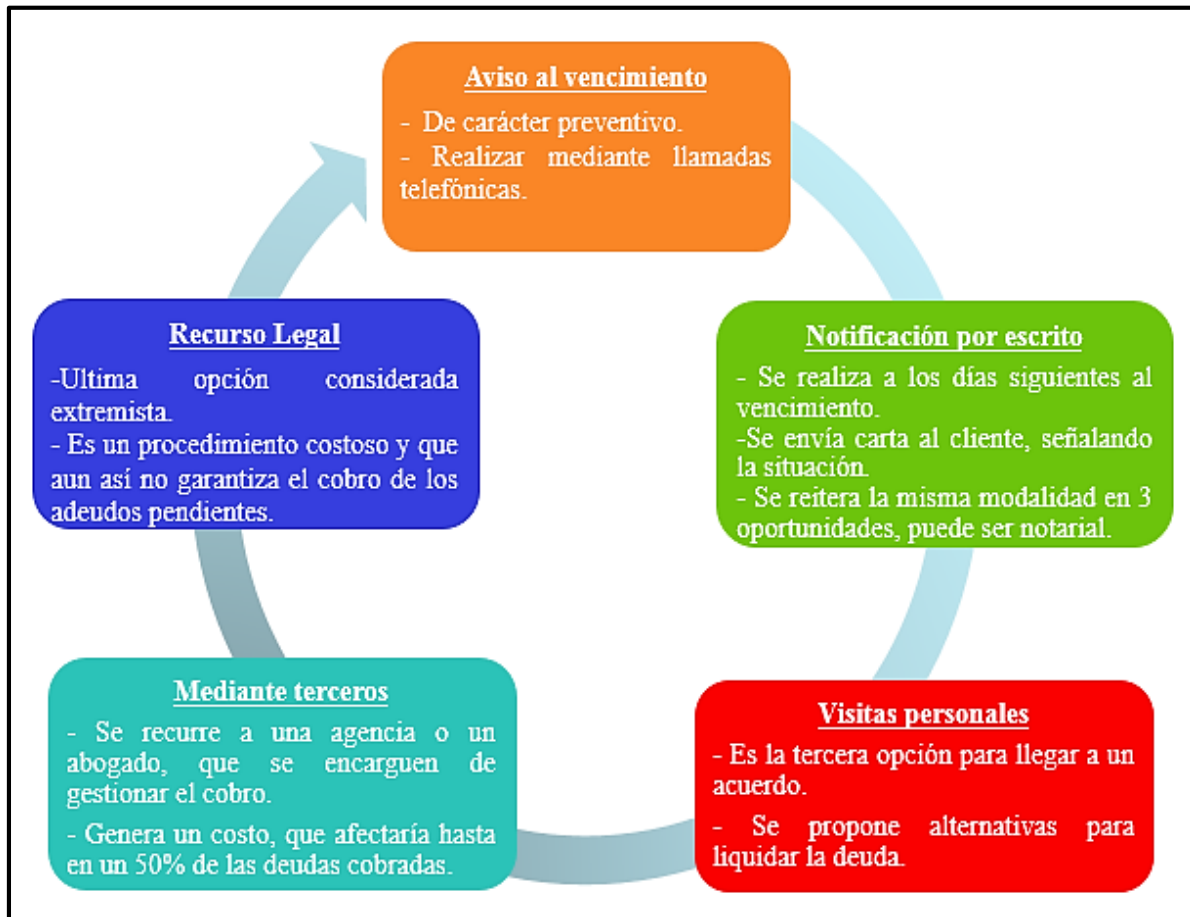 Aviso al vencimiento
- De carácter preventivo.
- Realizar mediante llamadas
telefónicas.
Notificación por escrito
- Se realiza a los días siguientes al
vencimiento.
-Se envía carta al cliente, señalando
la situación.
- Se reitera la misma modalidad en 3
oportunidades, puede ser notarial.
Visitas personales
- Es la tercera opción para llegar a un
acuerdo.
- Se propone alternativas para
liquidar la deuda.
Mediante terceros
- Se recurre a una agencia o un
abogado, que se encarguen de
gestionar el cobro.
- Genera un costo, que afectaría hasta
en un 50% de las deudas cobradas.
Recurso Legal
-Ultima opción considerada
extremista.
- Es un procedimiento costoso y que
aun así no garantiza el cobro de los
adeudos pendientes.